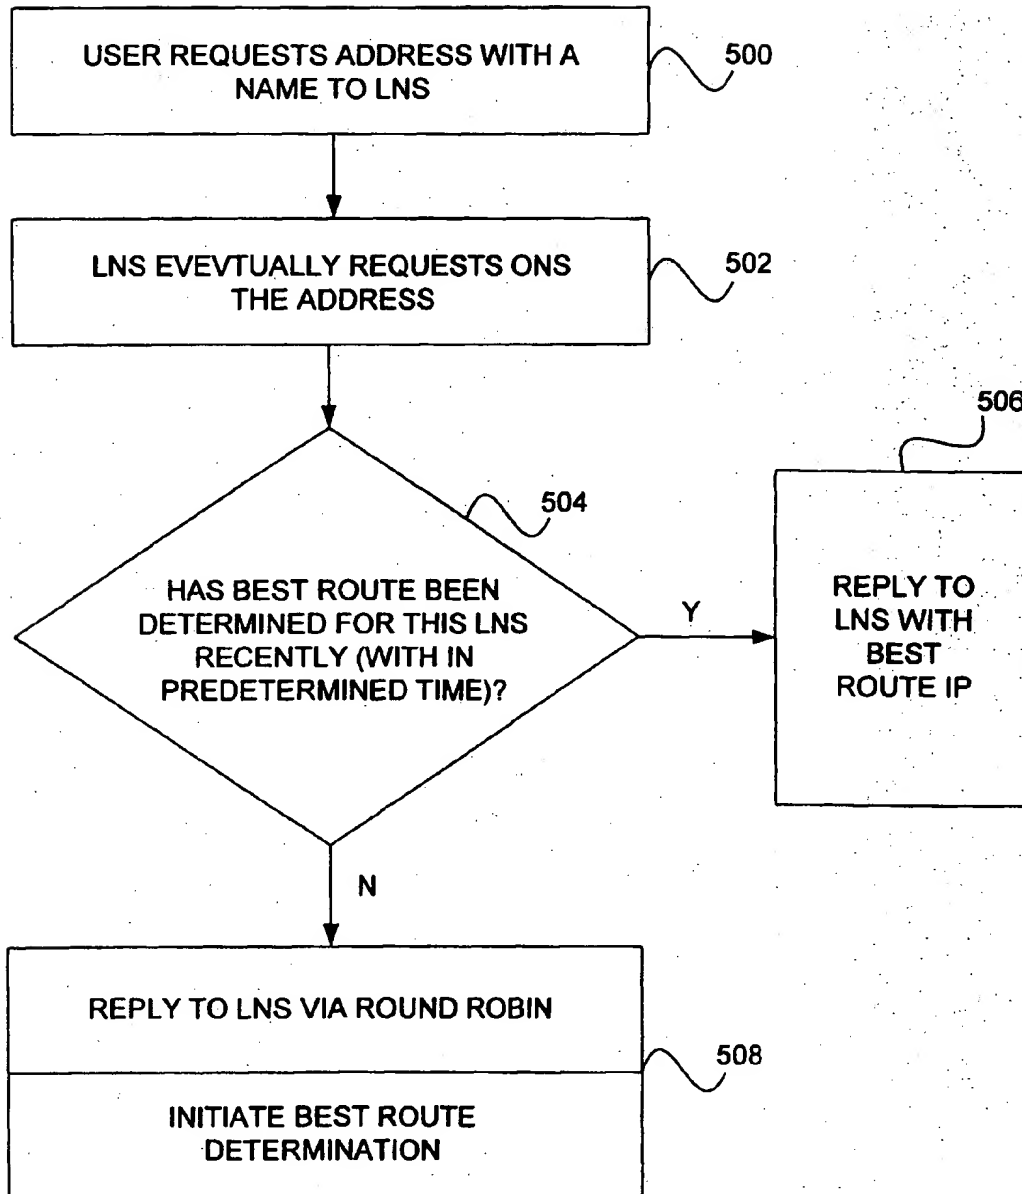 USER REQUESTS ADDRESS WITH A
NAME TO LNS
500
LNS EVEVTUALLY REQUESTS ONS
THE ADDRESS
502
506
504
HAS BEST ROUTE BEEN
DETERMINED FOR THIS LNS
RECENTLY (WITH IN
PREDETERMINED TIME)?
Y
REPLY TO
LNS WITH
BEST
ROUTE IP
N
REPLY TO LNS VIA ROUND ROBIN
508
INITIATE BEST ROUTE
DETERMINATION